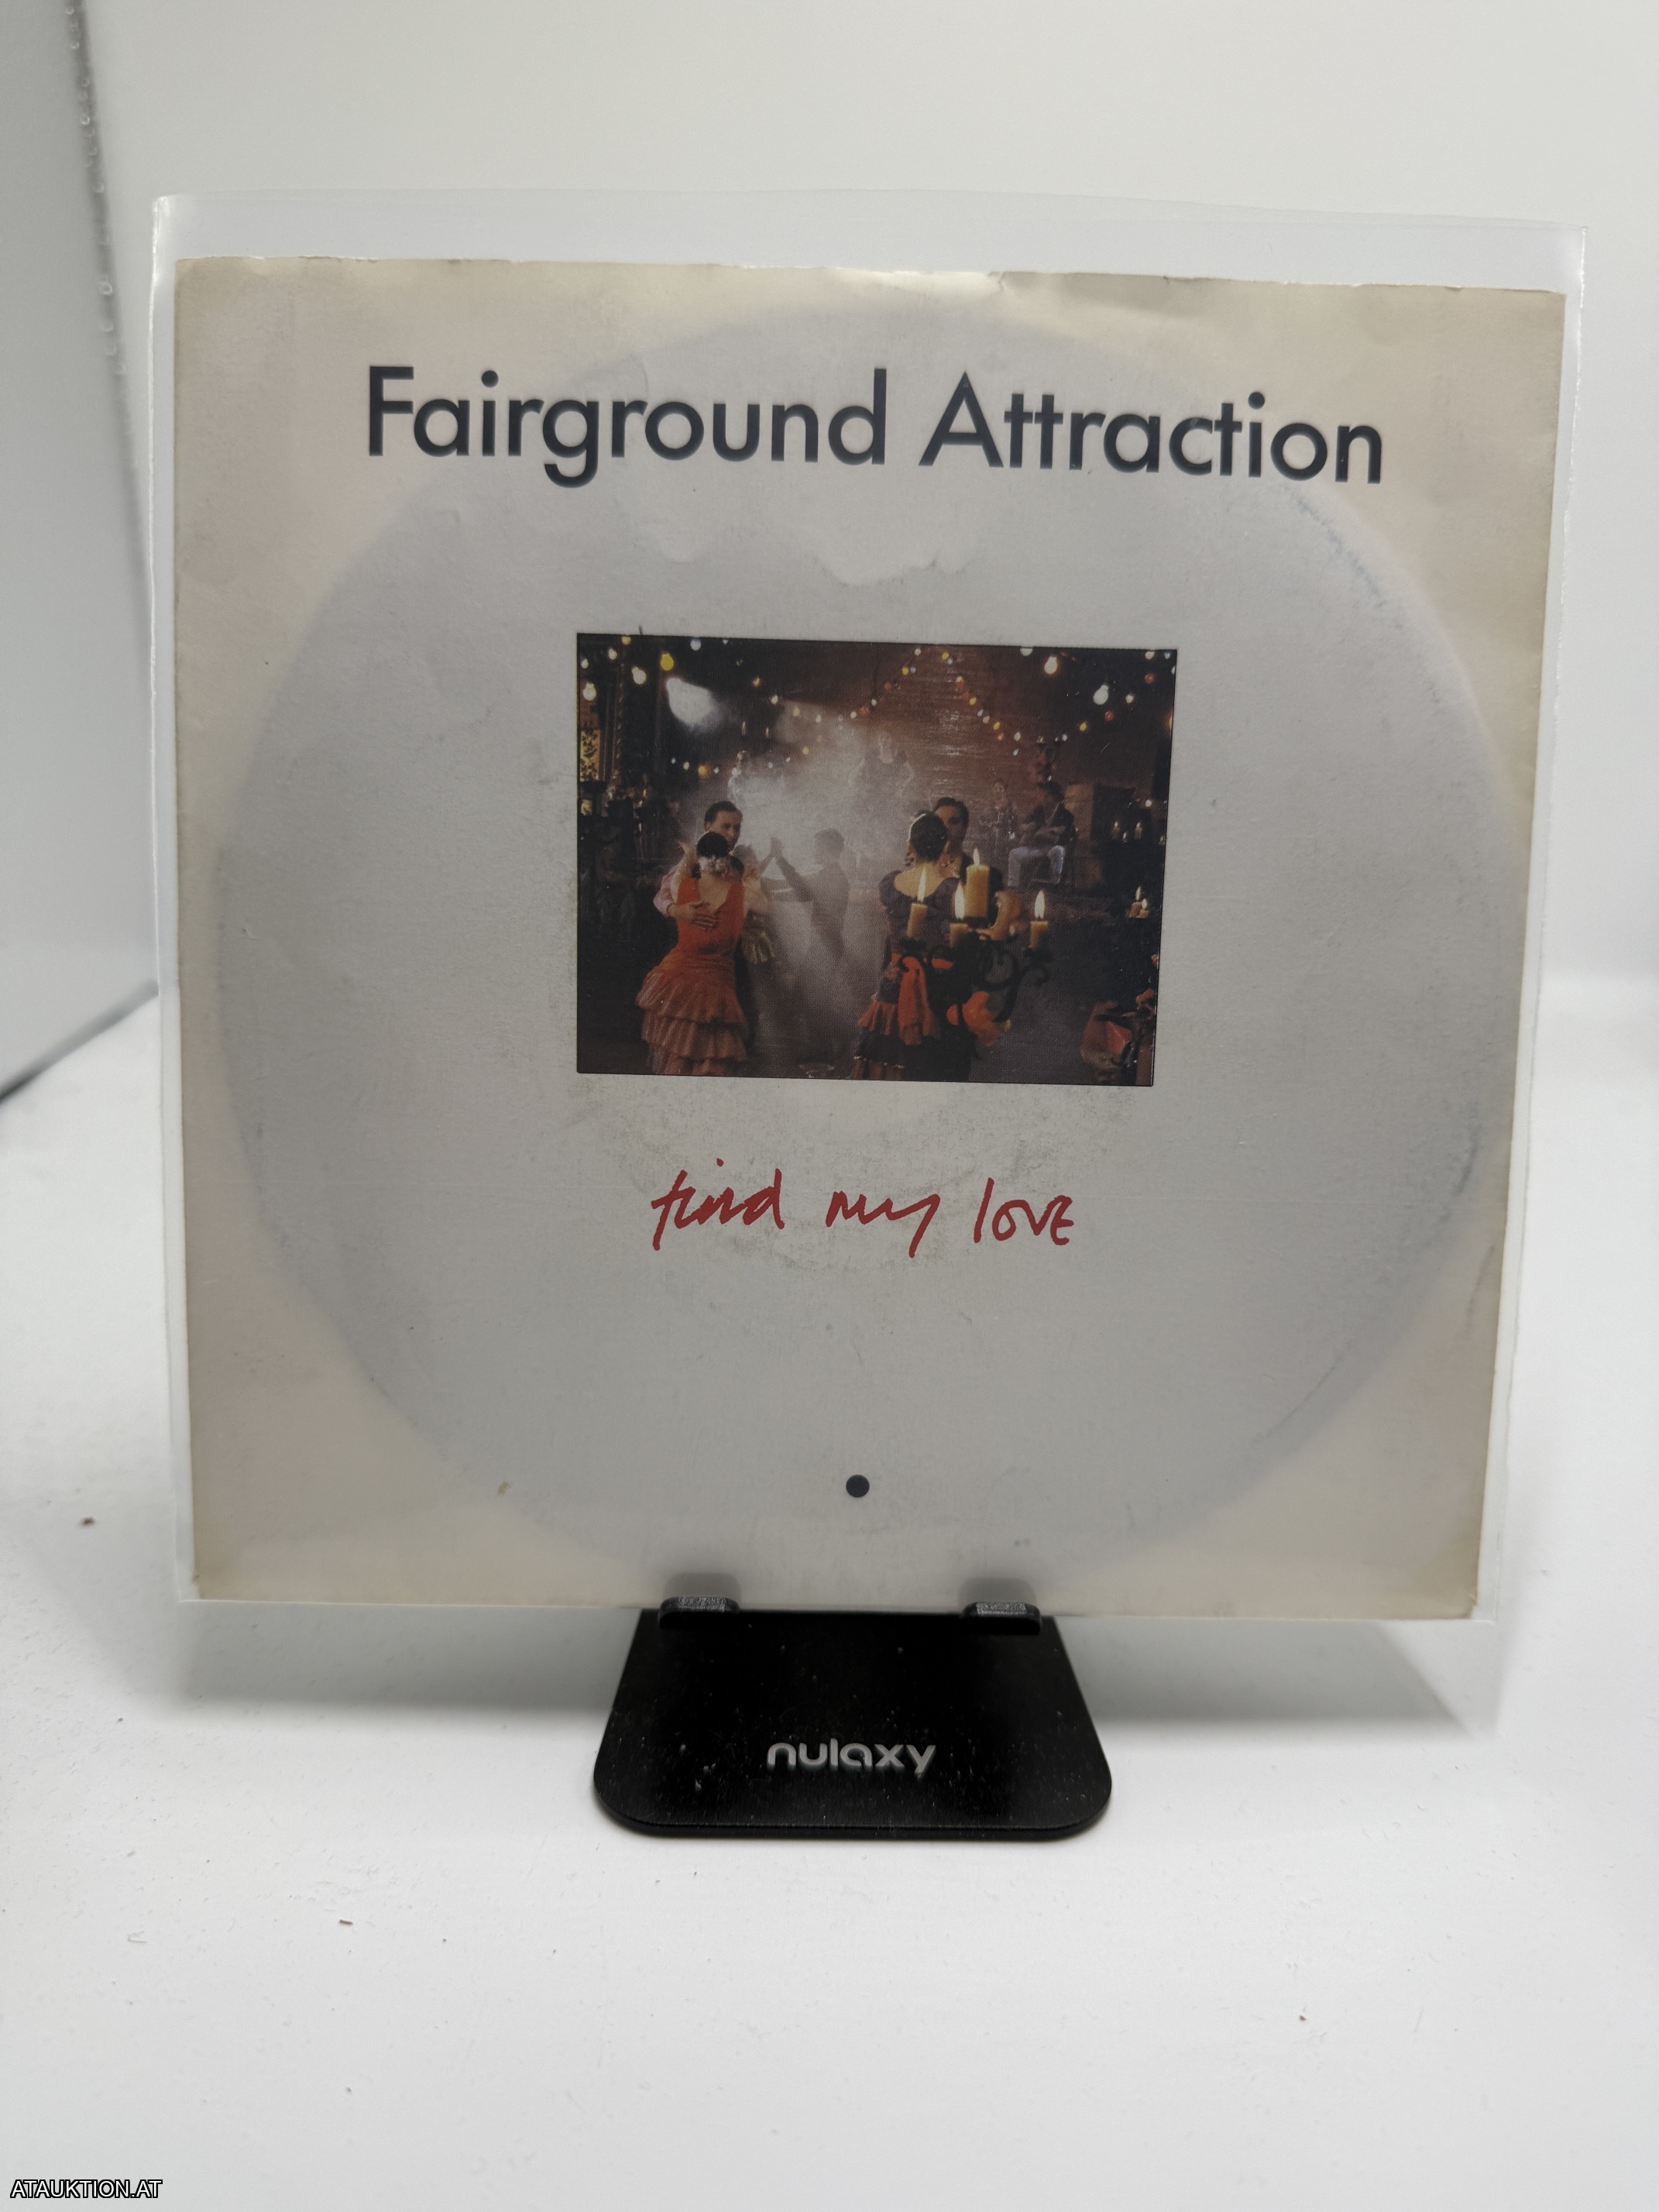 Fairground Attraction
find my love
nulaxy
ATAUKTION.AT